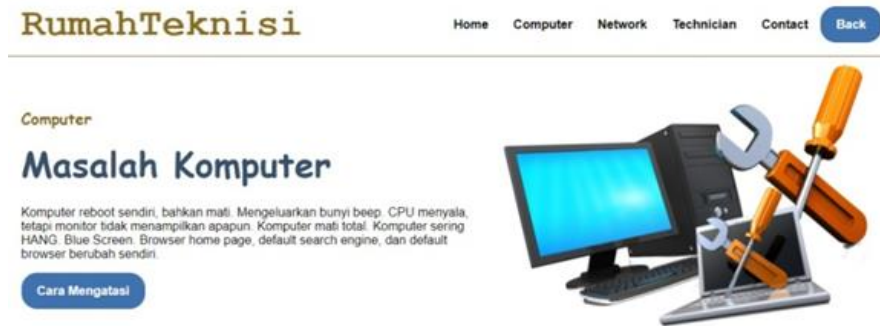 RumahTeknisi
Home Computer Network Technician Contact Back
Computer
Masalah Komputer
Komputer reboot sendiri, bahkan mati. Mengeluarkan bunyi beep. CPU menyala,
tetapi monitor tidak menampilkan apapun. Komputer mati total. Komputer sering
HANG. Blue Screen. Browser home page, default search engine, dan default
browser berubah sendiri.
Cara Mengatasi